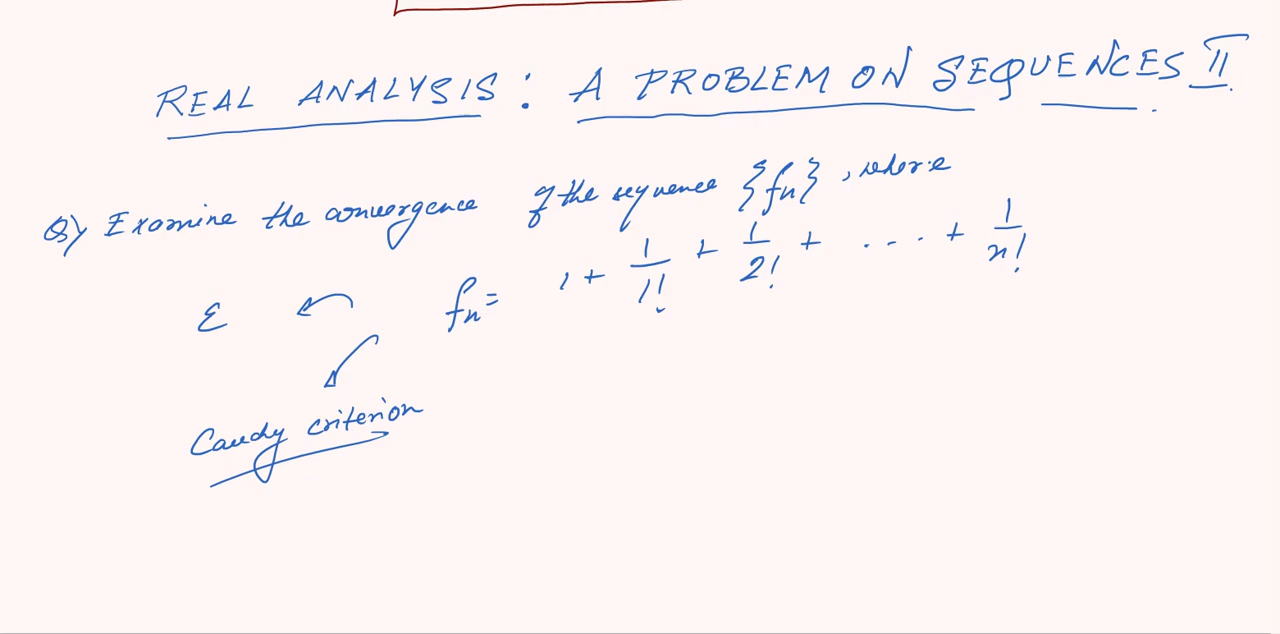 REAL ANALYSIS: A PROBLEM ON SEQUENCES II.
Q) Examine the convergence of the sequence {fn}, where
ε fn = 1 + 1/1! + 1/2! + .... + 1/n!
Cauchy criterion